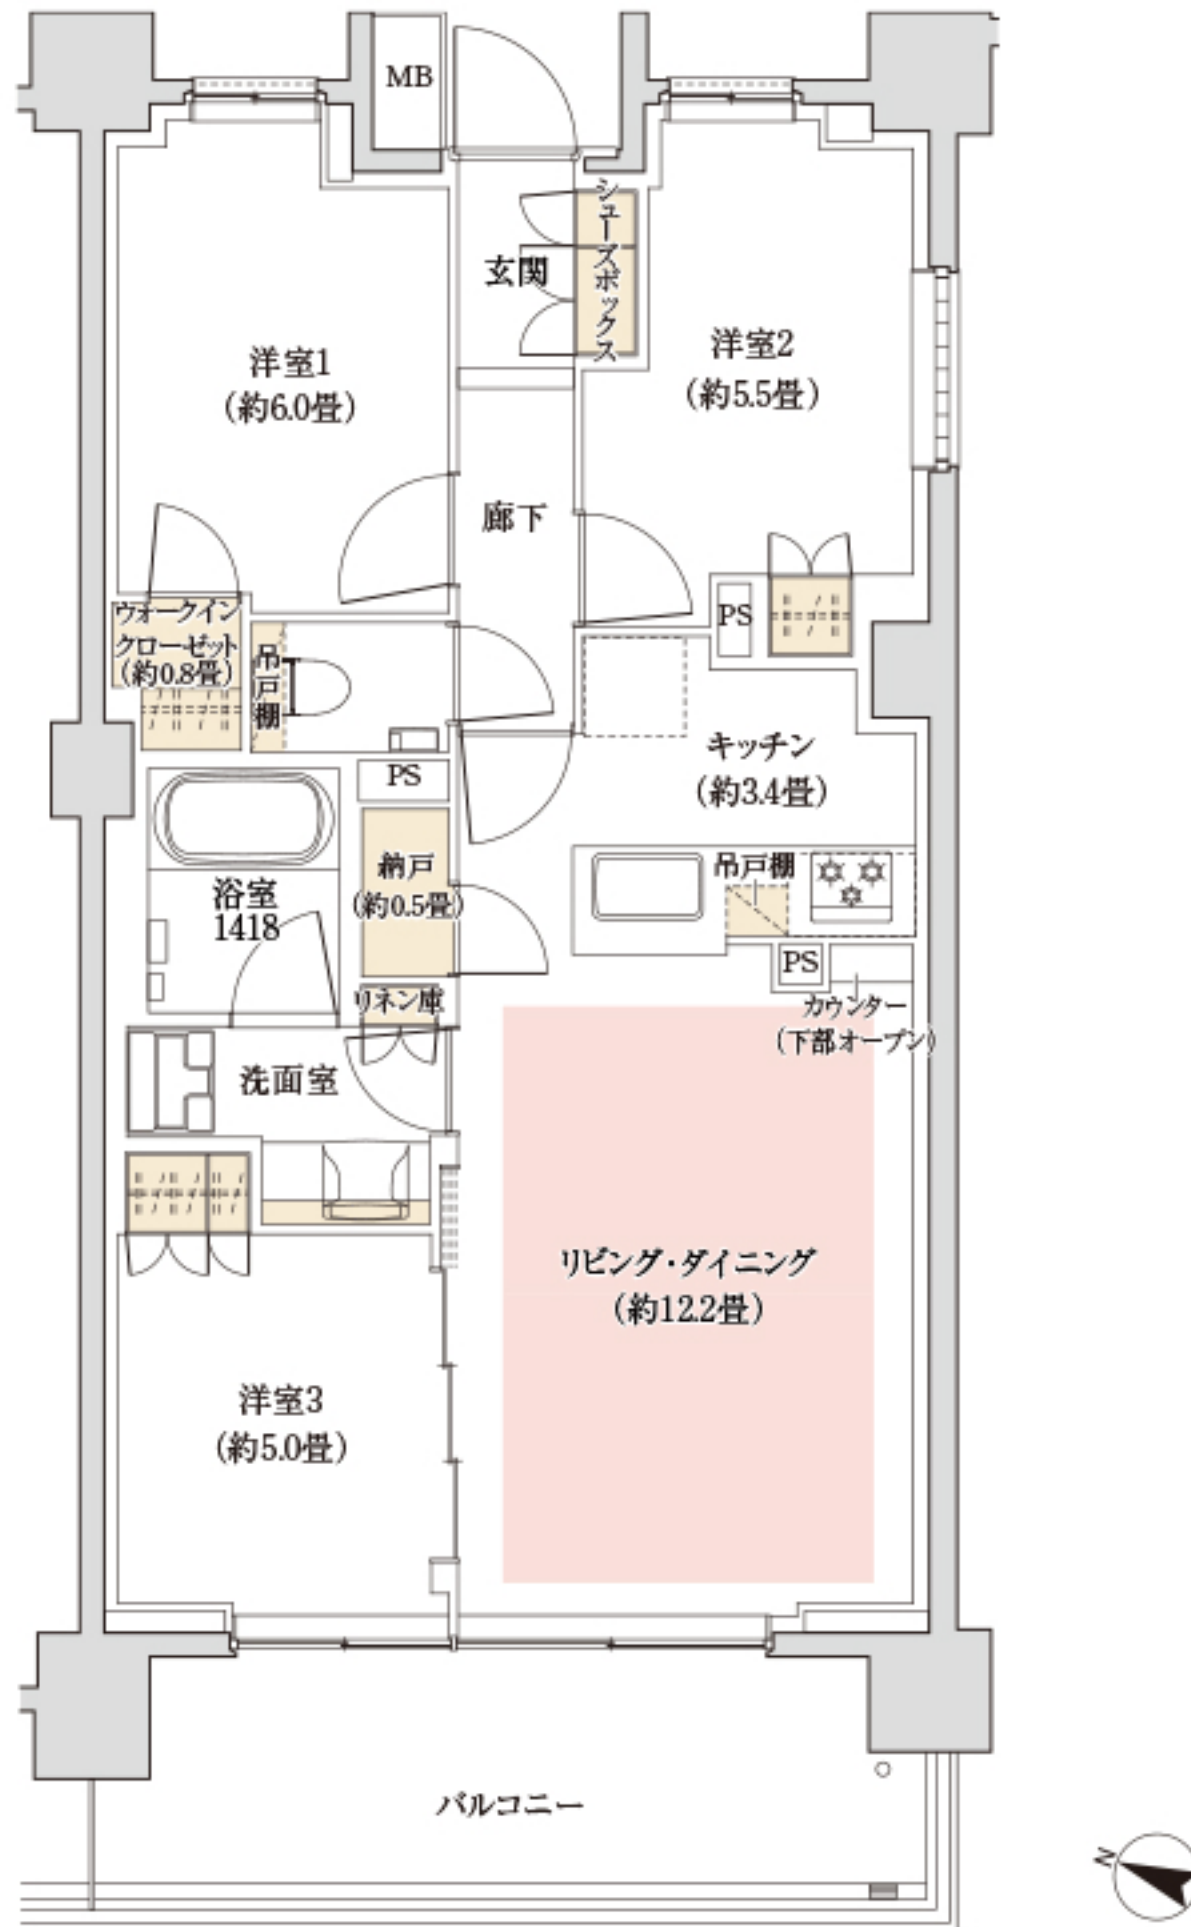 MB
シューズボックス
玄関
洋室1
(約6.0畳)
洋室2
(約5.5畳)
廊下
ウォークイン
クローゼット
(約0.8畳)
吊戸棚
PS
キッチン
(約3.4畳)
PS
納戸
(約0.5畳)
吊戸棚
浴室
1418
PS
リネン庫
カウンター
(下部オープン)
洗面室
リビング・ダイニング
(約12.2畳)
洋室3
(約5.0畳)
バルコニー
N